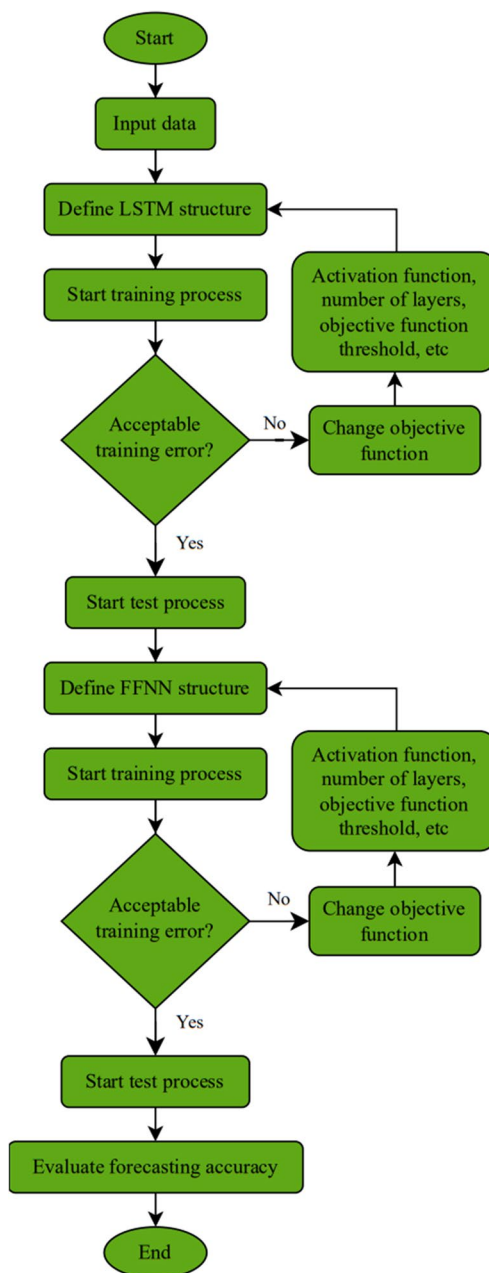 Start
Input data
Define LSTM structure
Start training process
Activation function,
number of layers,
objective function
threshold, etc
Acceptable
training error?
No
Change objective
function
Yes
Start test process
Define FFNN structure
Start training process
Activation function,
number of layers,
objective function
threshold, etc
Acceptable
training error?
No
Change objective
function
Yes
Start test process
Evaluate forecasting accuracy
End